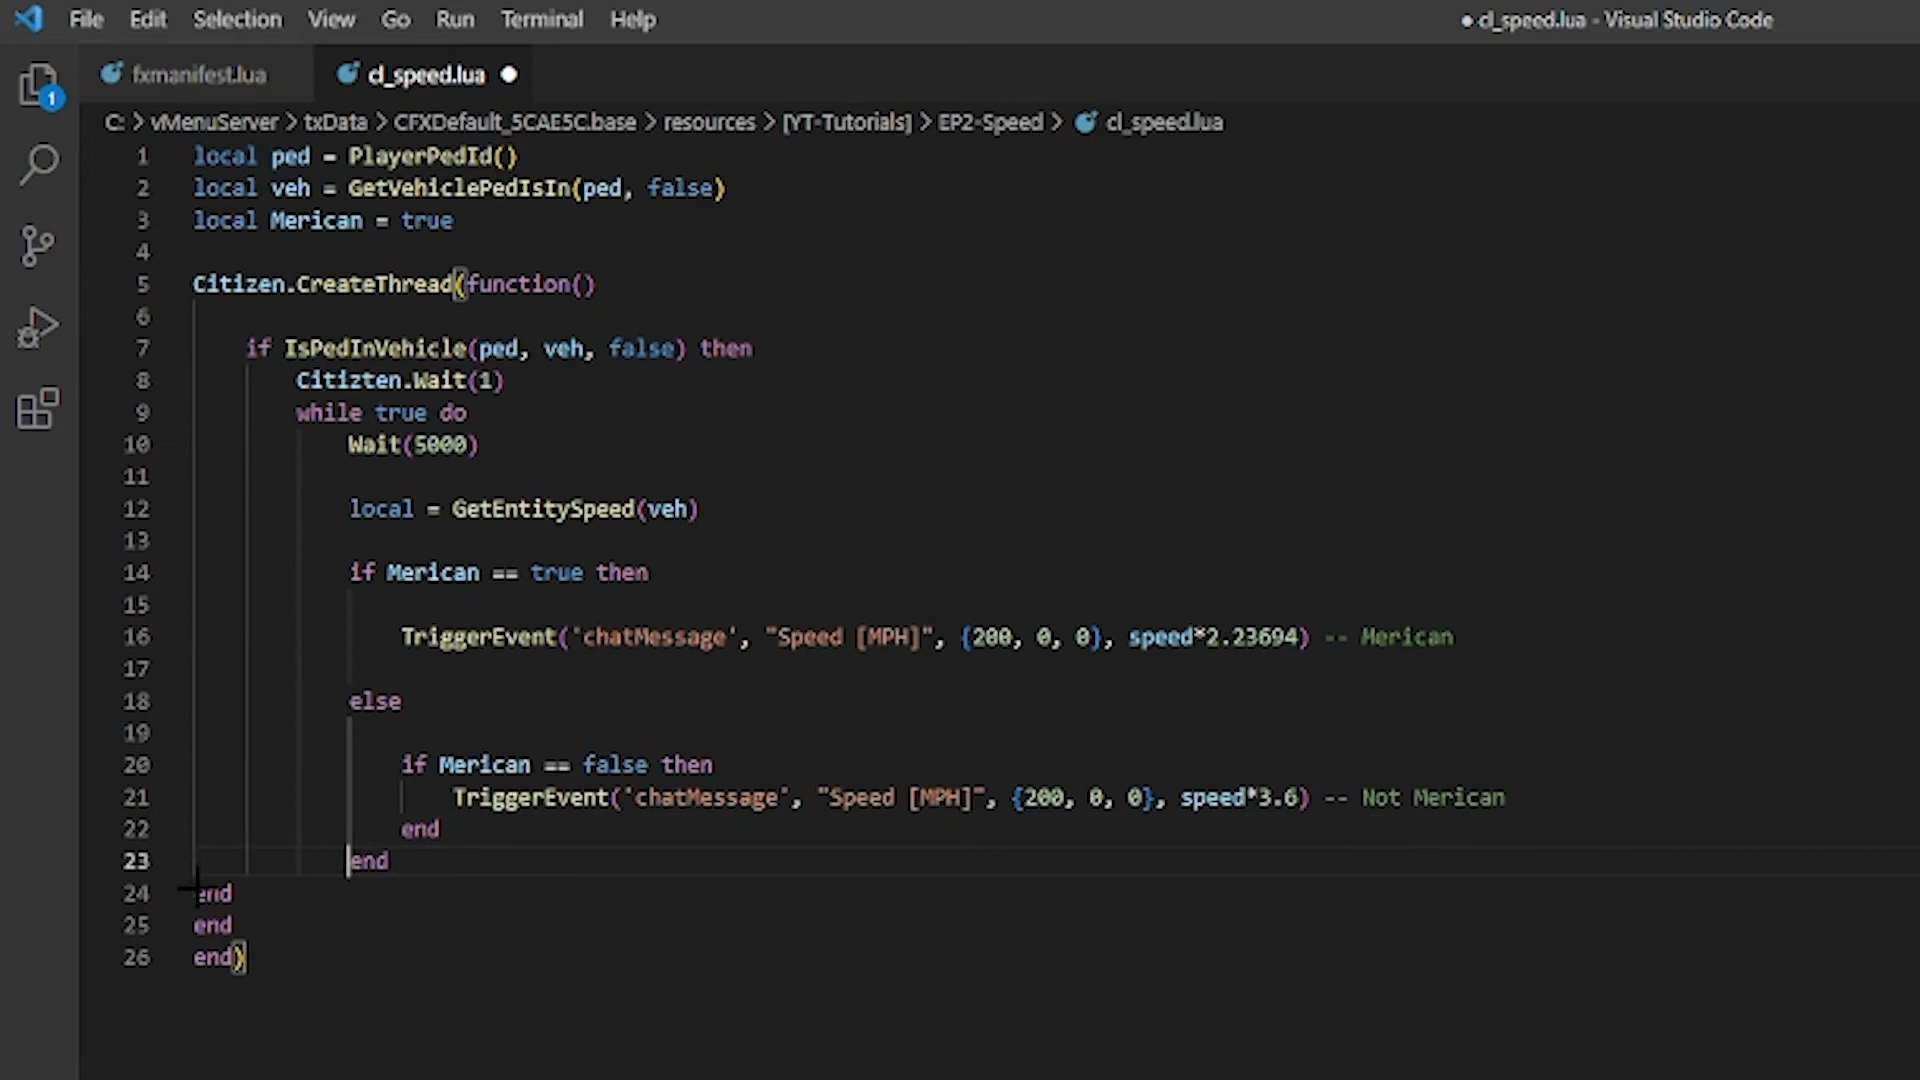 File Edit Selection View Go Run Terminal Help
● cl_speed.lua - Visual Studio Code
fxmanifest.lua
cl_speed.lua
1
C: > vMenuServer > txData > CFXDefault_5CAE5C.base > resources > [YT-Tutorials] > EP2-Speed > cl_speed.lua
1 local ped = PlayerPedId()
2 local veh = GetVehiclePedIsIn(ped, false)
3 local Merican = true
4
5 Citizen.CreateThread(function()
6
7 if IsPedInVehicle(ped, veh, false) then
8 Citizten.Wait(1)
9 while true do
10 Wait(5000)
11
12 local = GetEntitySpeed(veh)
13
14 if Merican == true then
15
16 TriggerEvent('chatMessage', "Speed [MPH]", {200, 0, 0}, speed*2.23694) -- Merican
17
18 else
19
20 if Merican == false then
21 TriggerEvent('chatMessage', "Speed [MPH]", {200, 0, 0}, speed*3.6) -- Not Merican
22 end
23 end
24 end
25 end
26 end)